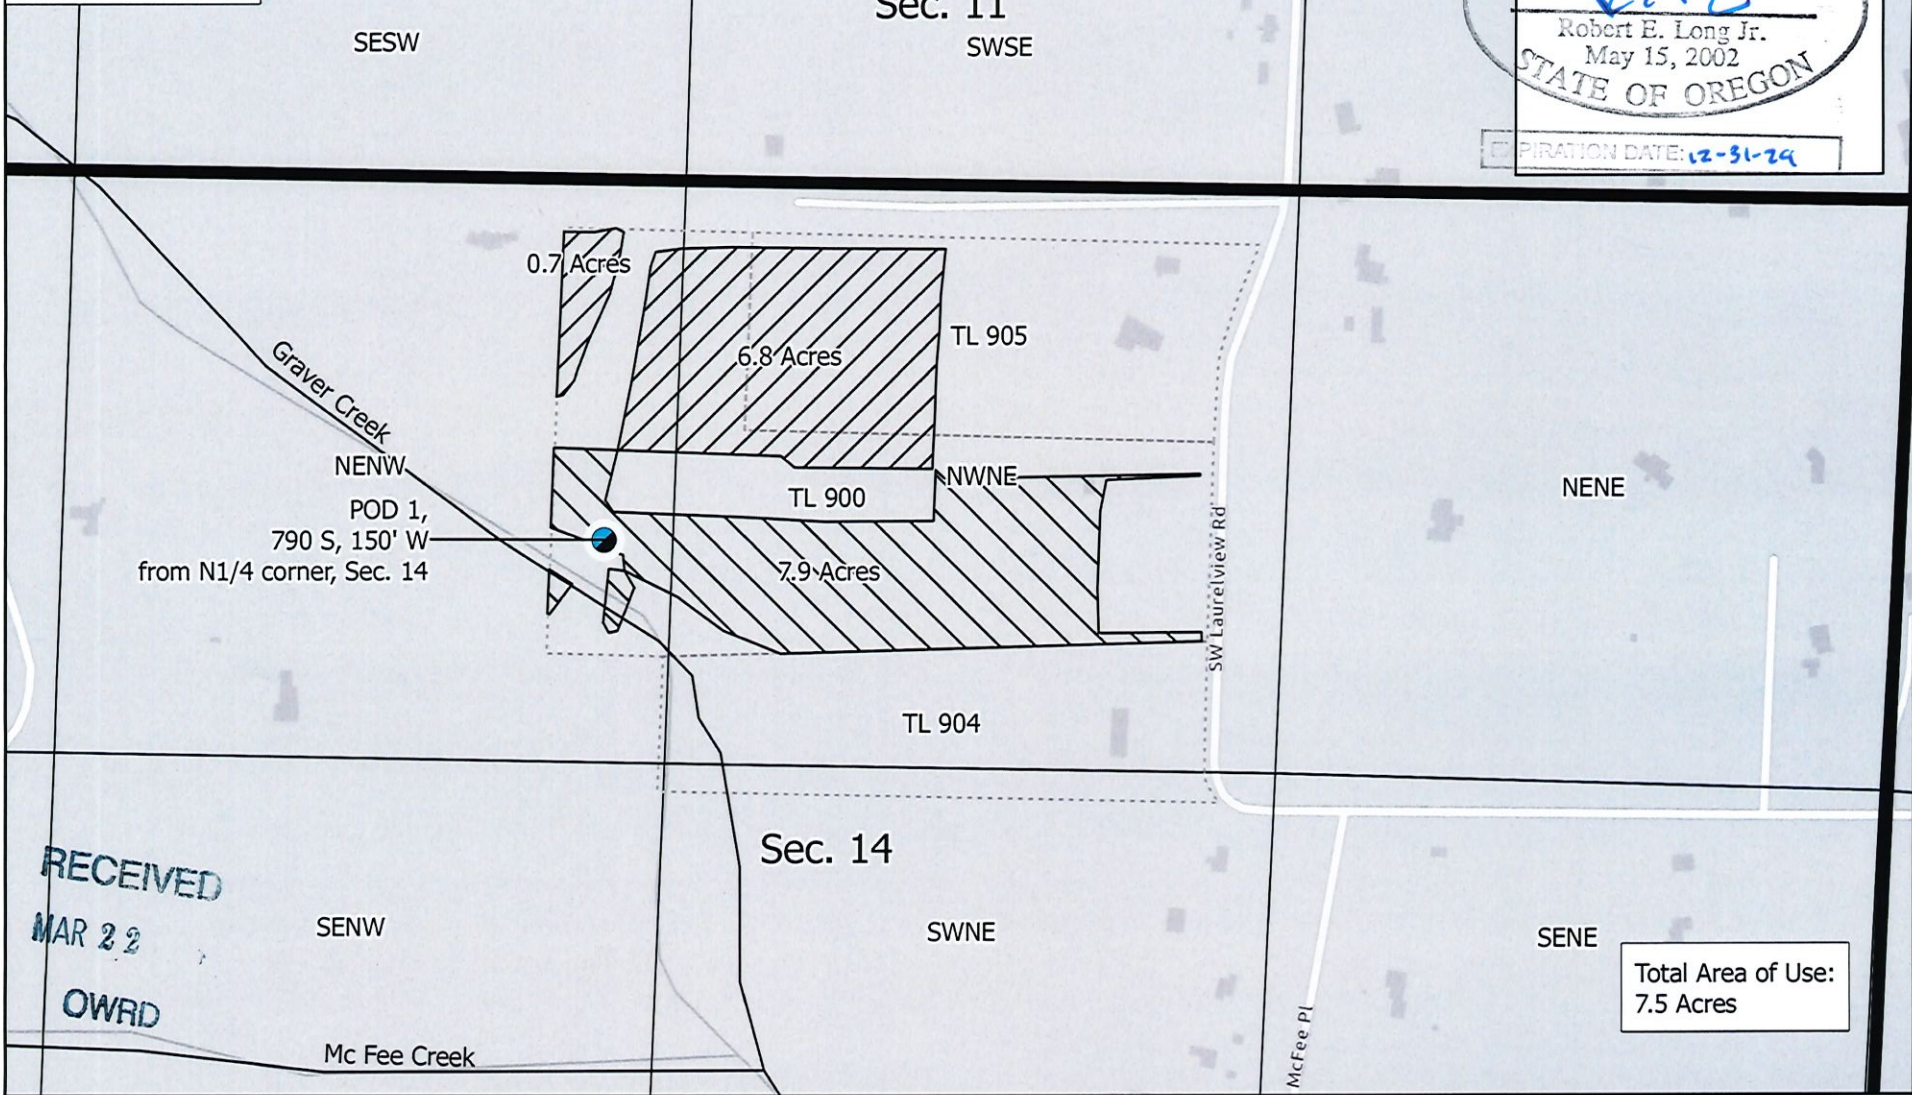 Sec. 11
SESW
SWSE
Robert E. Long Jr.
May 15, 2002
STATE OF OREGON
EXPIRATION DATE: 12-31-24
0.7 Acres
6.8 Acres
TL 905
Graver Creek
NENW
NWNE
NENE
TL 900
POD 1,
790 S, 150' W
from N1/4 corner, Sec. 14
7.9 Acres
SW Laurelview Rd
TL 904
Sec. 14
RECEIVED
MAR 22
OWRD
SENW
SWNE
SENE
Total Area of Use:
7.5 Acres
McFee Pl
Mc Fee Creek